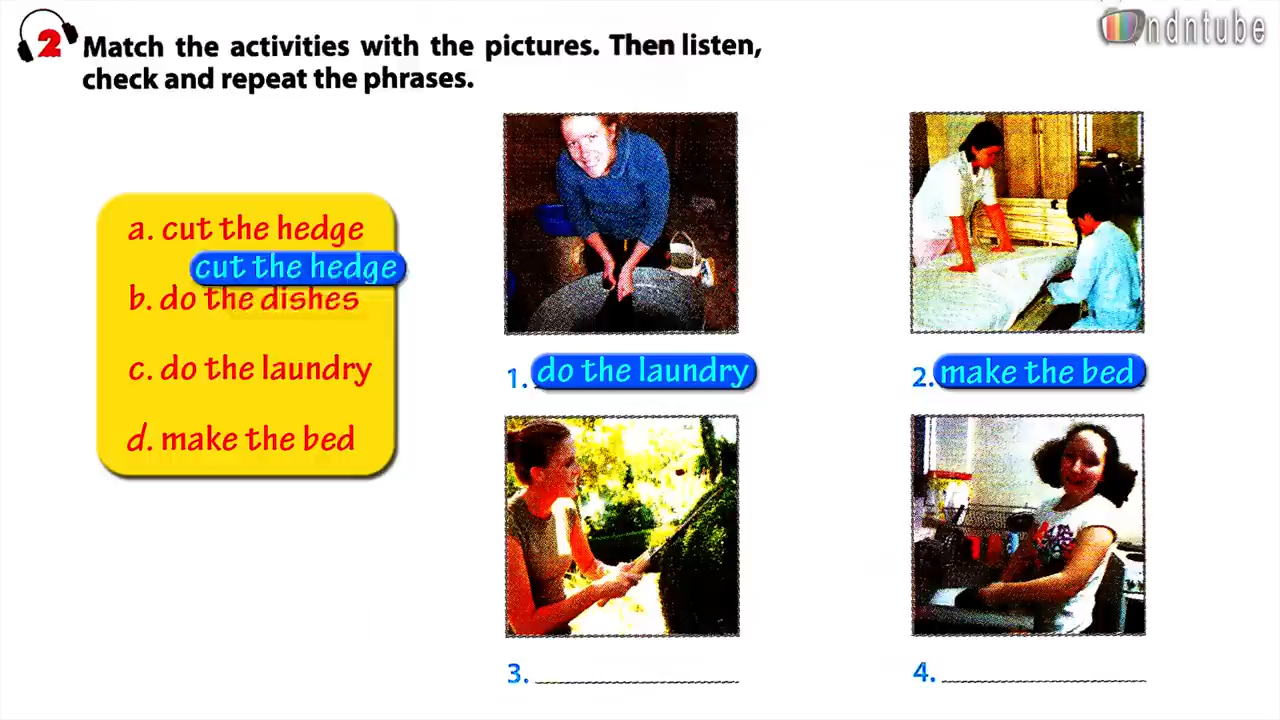 2 Match the activities with the pictures. Then listen,
check and repeat the phrases.
ndntube
a. cut the hedge
cut the hedge
b. do the dishes
c. do the laundry
d. make the bed
1. do the laundry
2. make the bed
3.
4.